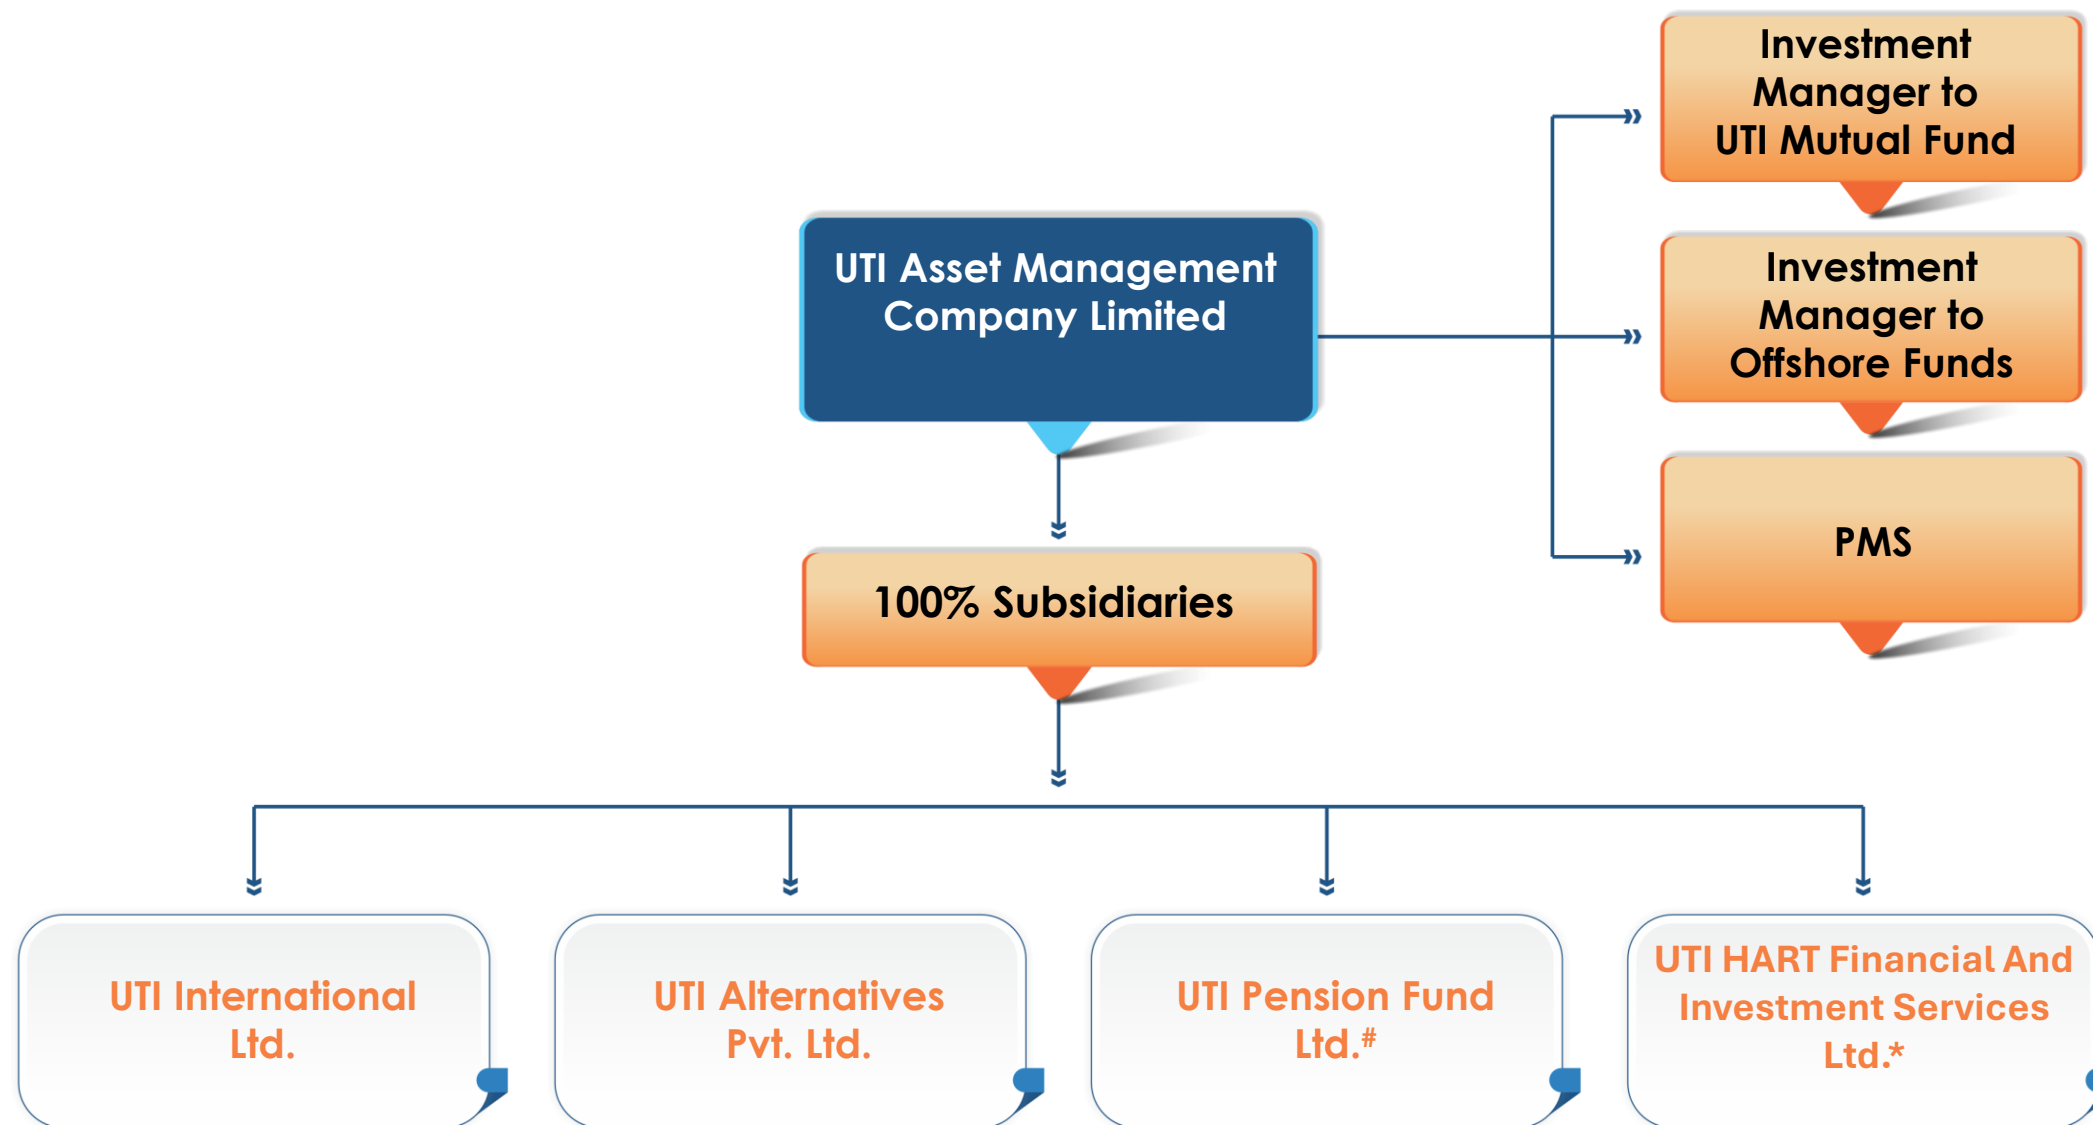 Investment
Manager to
UTI Mutual Fund
UTI Asset Management
Company Limited
Investment
Manager to
Offshore Funds
PMS
100% Subsidiaries
UTI International
Ltd.
UTI Alternatives
Pvt. Ltd.
UTI Pension Fund
Ltd.#
UTI HART Financial And
Investment Services
Ltd.*